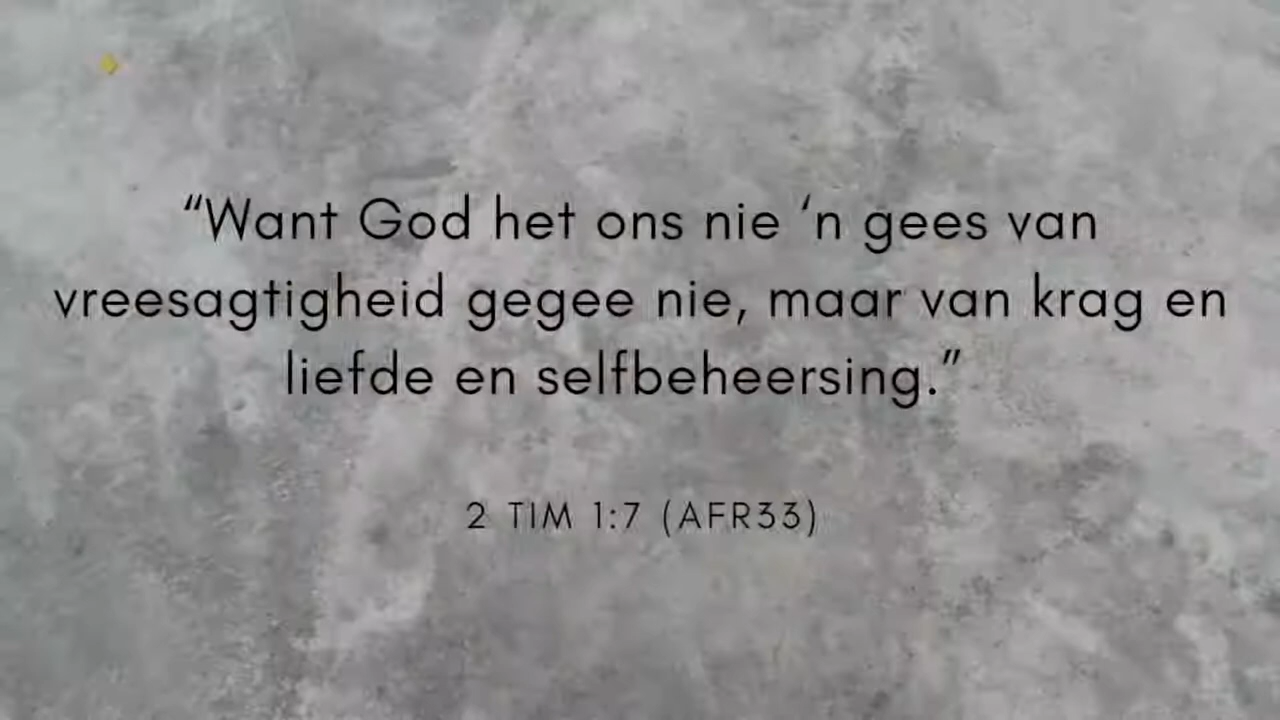 “Want God het ons nie ‘n gees van
vreesagtigheid gegee nie, maar van krag en
liefde en selfbeheersing.”
2 TIM 1:7 (AFR33)